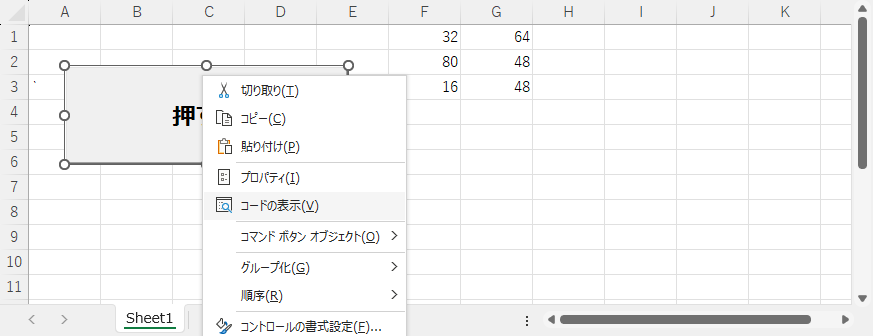 A B C D E F G H I J K
1 32 64
2 80 48
3 16 48
4
5
6
7
8
9
10
11
押
切り取り(T)
コピー(C)
貼り付け(P)
プロパティ(I)
コードの表示(V)
コマンド ボタン オブジェクト(O)
グループ化(G)
順序(R)
コントロールの書式設定(F)...
Sheet1